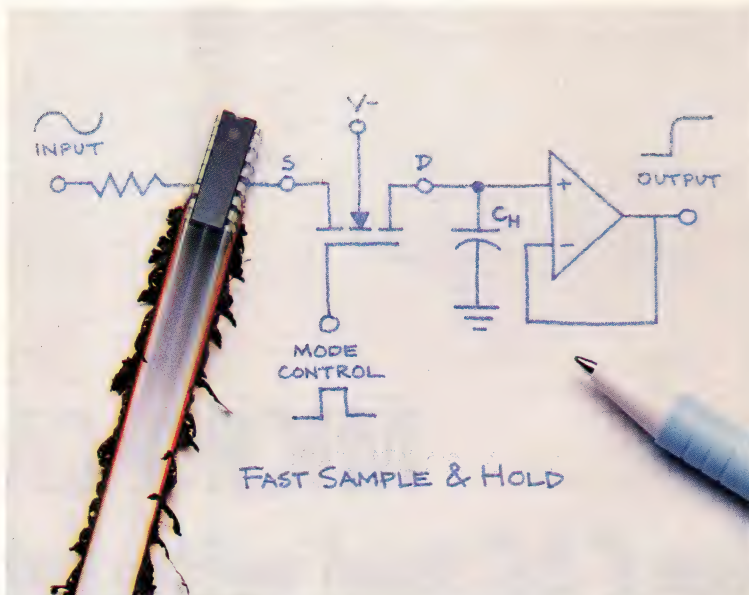 INPUT
S
V-
D
CH
+
-
OUTPUT
MODE
CONTROL
FAST SAMPLE & HOLD